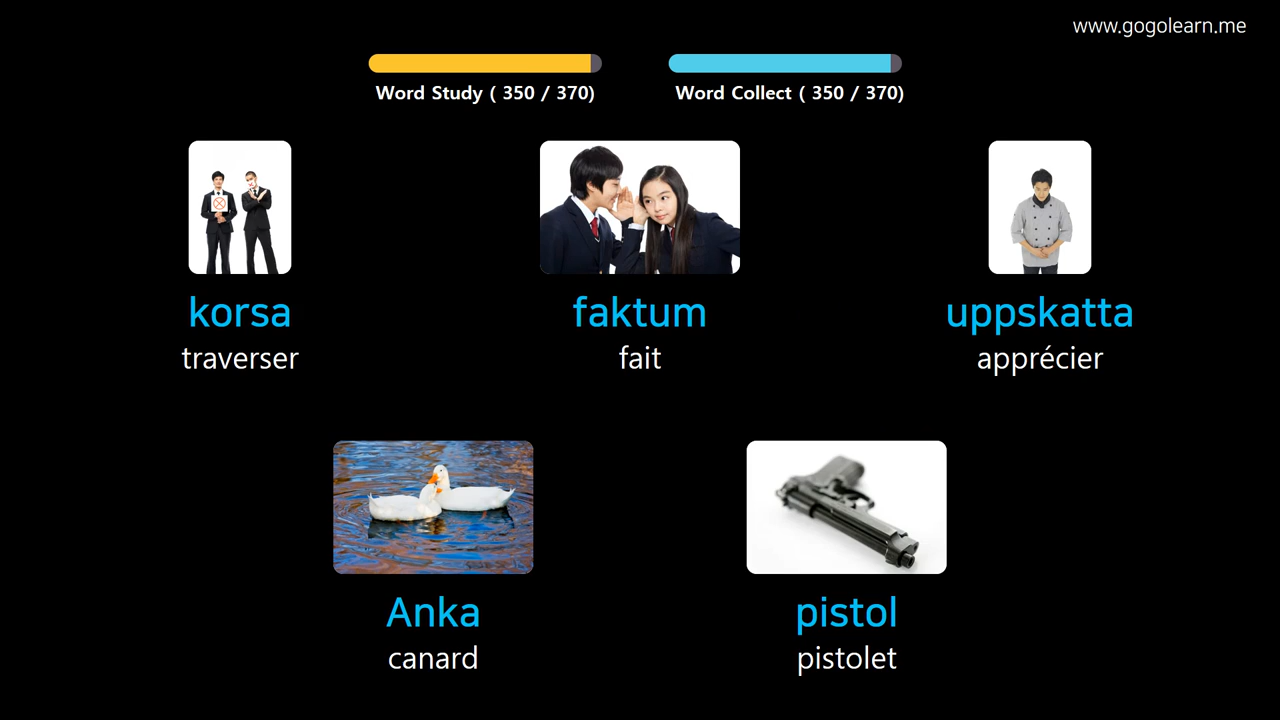 www.gogolearn.me
Word Study ( 350 / 370)
Word Collect ( 350 / 370)
korsa
traverser
faktum
fait
uppskatta
apprécier
Anka
canard
pistol
pistolet